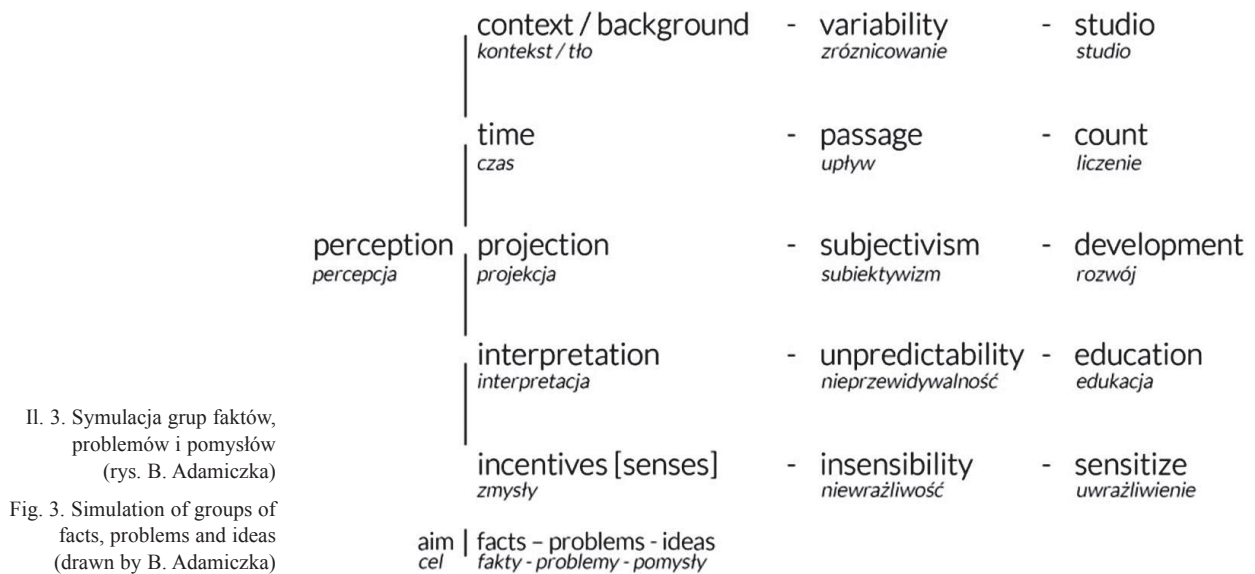 context / background - variability - studio
kontekst / tło zróznicowanie studio
time - passage - count
czas upływ liczenie
perception projection - subjectivism - development
percepcja projekcja subiektywizm rozwój
interpretation - unpredictability - education
interpretacja nieprzewidywalność edukacja
incentives [senses] - insensibility - sensitize
zmysły niewrażliwość uwrażliwienie
aim | facts – problems - ideas
cel fakty - problemy - pomysły
Il. 3. Symulacja grup faktów,
problemów i pomysłów
(rys. B. Adamiczka)
Fig. 3. Simulation of groups of
facts, problems and ideas
(drawn by B. Adamiczka)